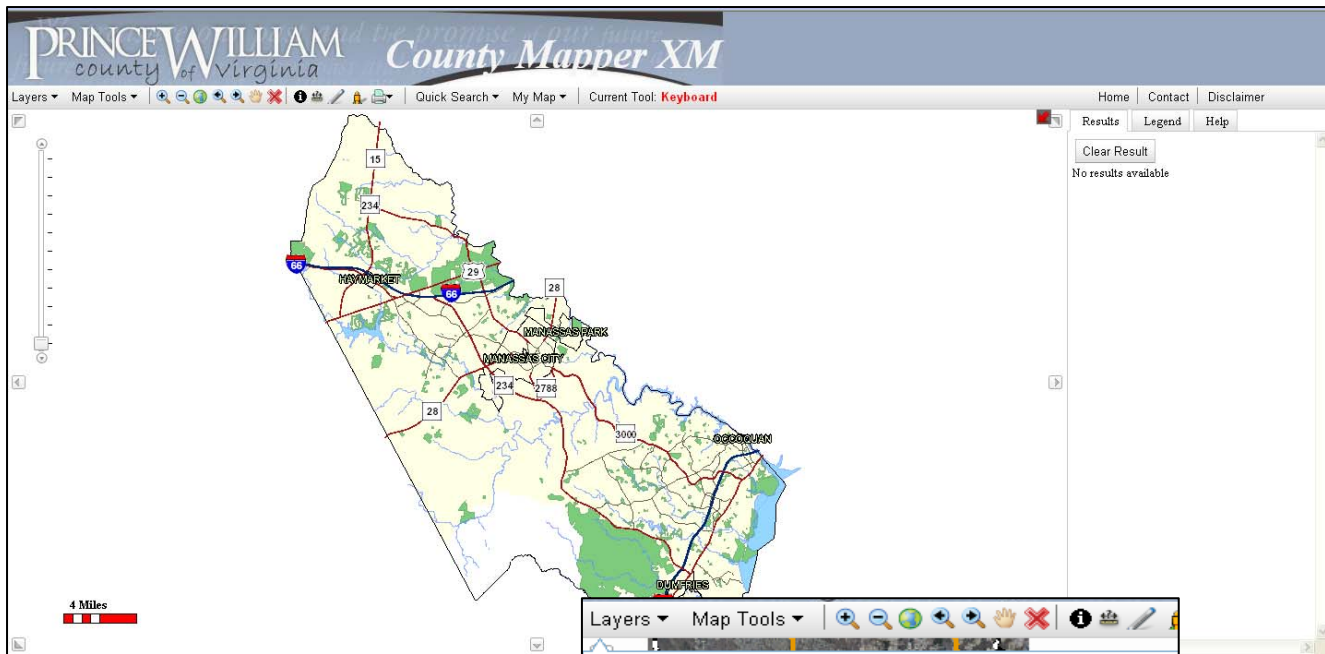 PRINCE WILLIAM
county of Virginia
County Mapper XM
Layers Map Tools Quick Search My Map Current Tool: Keyboard Home Contact Disclaimer
Results Legend Help
Clear Result
No results available
15
234
29
66
HAYMARKET
66
28
MANASSAS PARK
MANASSAS CITY
234
2788
28
3000
OCCOQUAN
DUMFRIES
4 Miles
Layers Map Tools